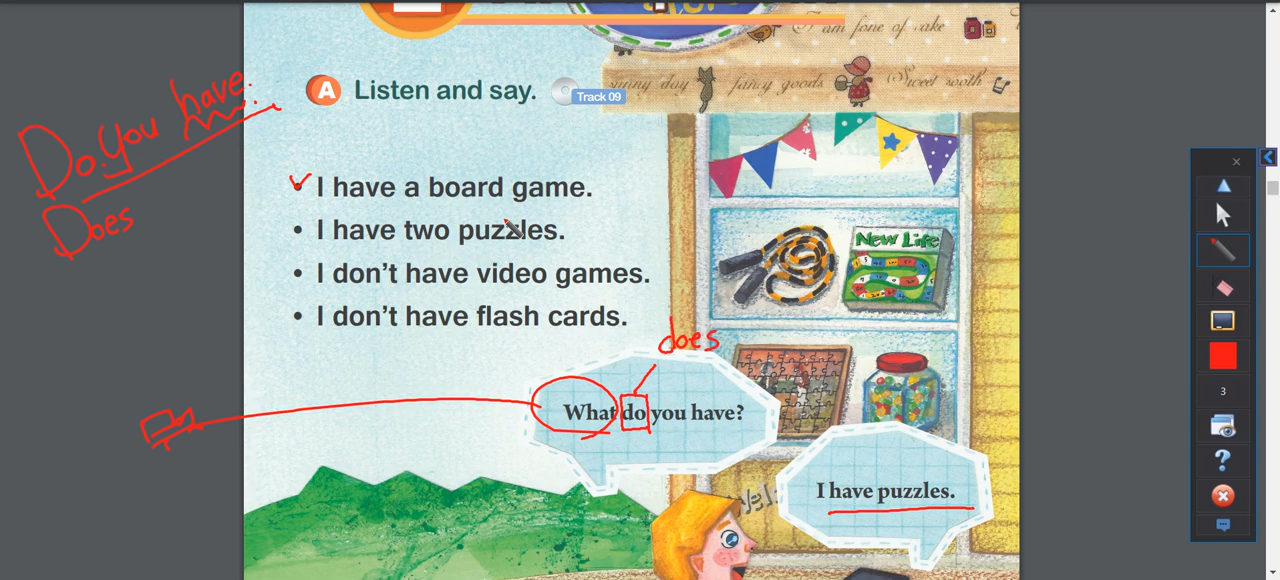 I am fone of cake
sunny day fancy goods Sweet tooth
A Listen and say. Track 09
Do You have
Does
• I have a board game.
• I have two puzzles.
• I don't have video games.
• I don't have flash cards.
New Life
does
What do you have?
I have puzzles.
Wel
3